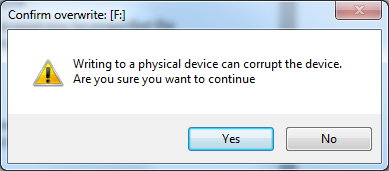 Confirm overwrite: [F:]
Writing to a physical device can corrupt the device.
Are you sure you want to continue
Yes
No